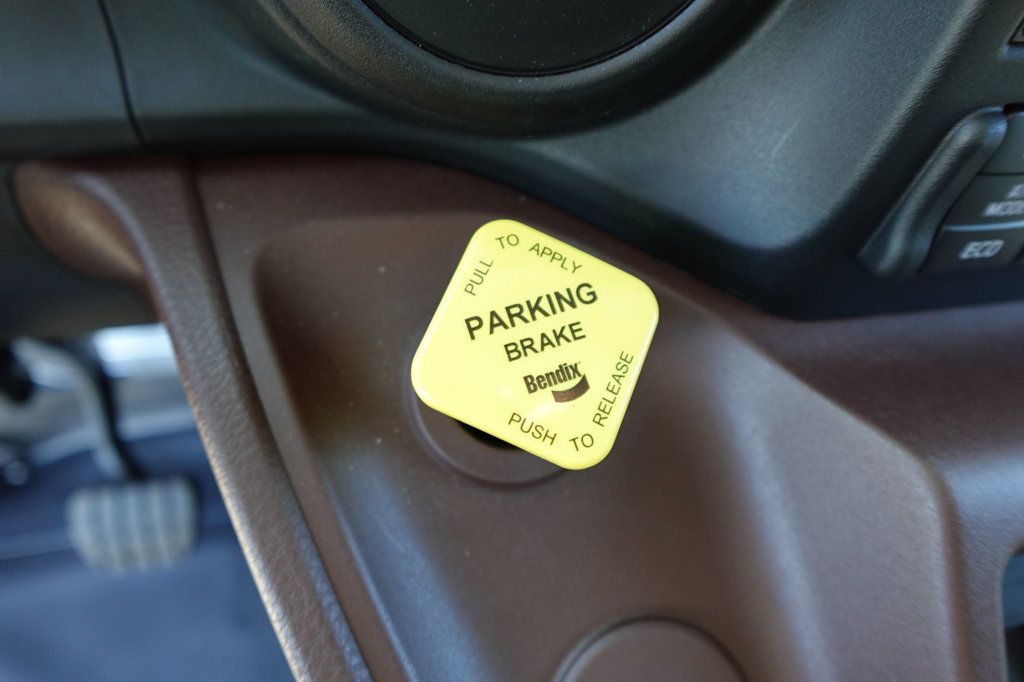 PULL TO APPLY
PARKING
BRAKE
Bendix
PUSH TO RELEASE
ECO